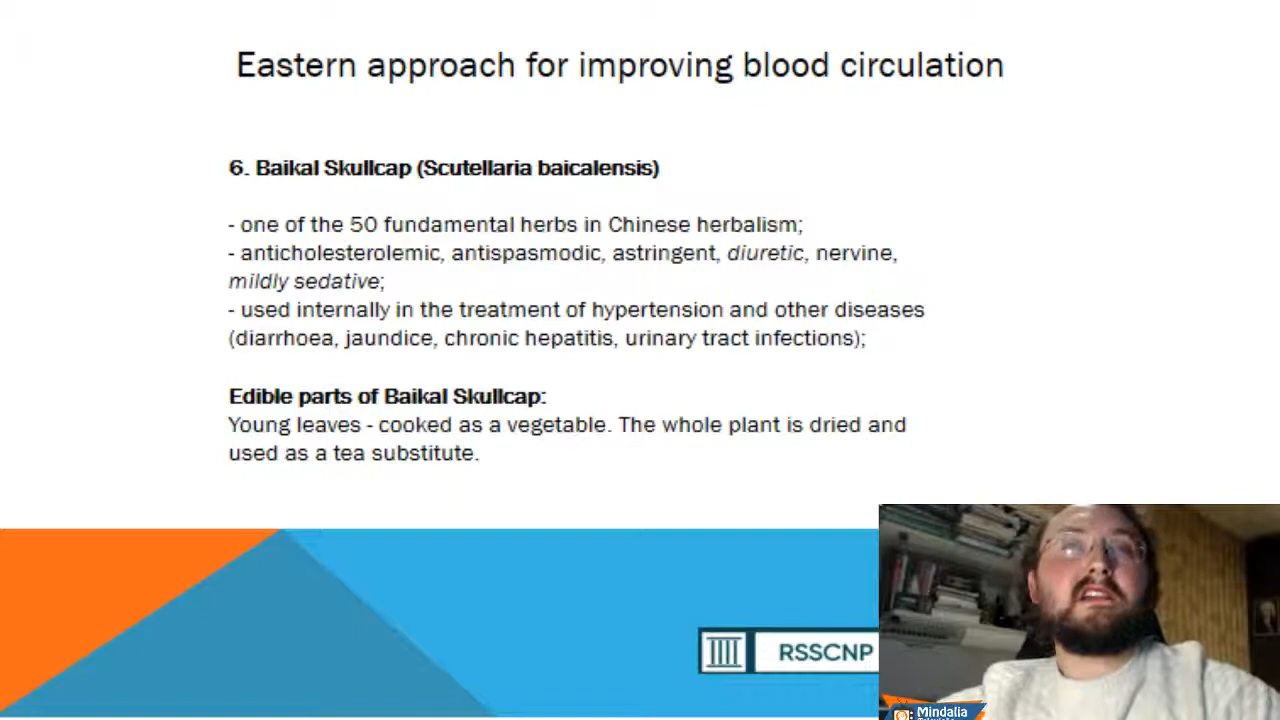 Eastern approach for improving blood circulation
6. Baikal Skullcap (Scutellaria baicalensis)
- one of the 50 fundamental herbs in Chinese herbalism;
- anticholesterolemic, antispasmodic, astringent, diuretic, nervine,
mildly sedative;
- used internally in the treatment of hypertension and other diseases
(diarrhoea, jaundice, chronic hepatitis, urinary tract infections);
Edible parts of Baikal Skullcap:
Young leaves - cooked as a vegetable. The whole plant is dried and
used as a tea substitute.
RSSCNP
Mindalia